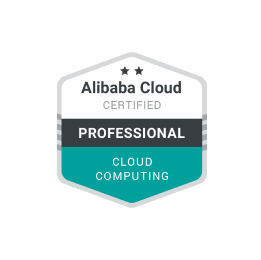 Alibaba Cloud
CERTIFIED
PROFESSIONAL
CLOUD
COMPUTING